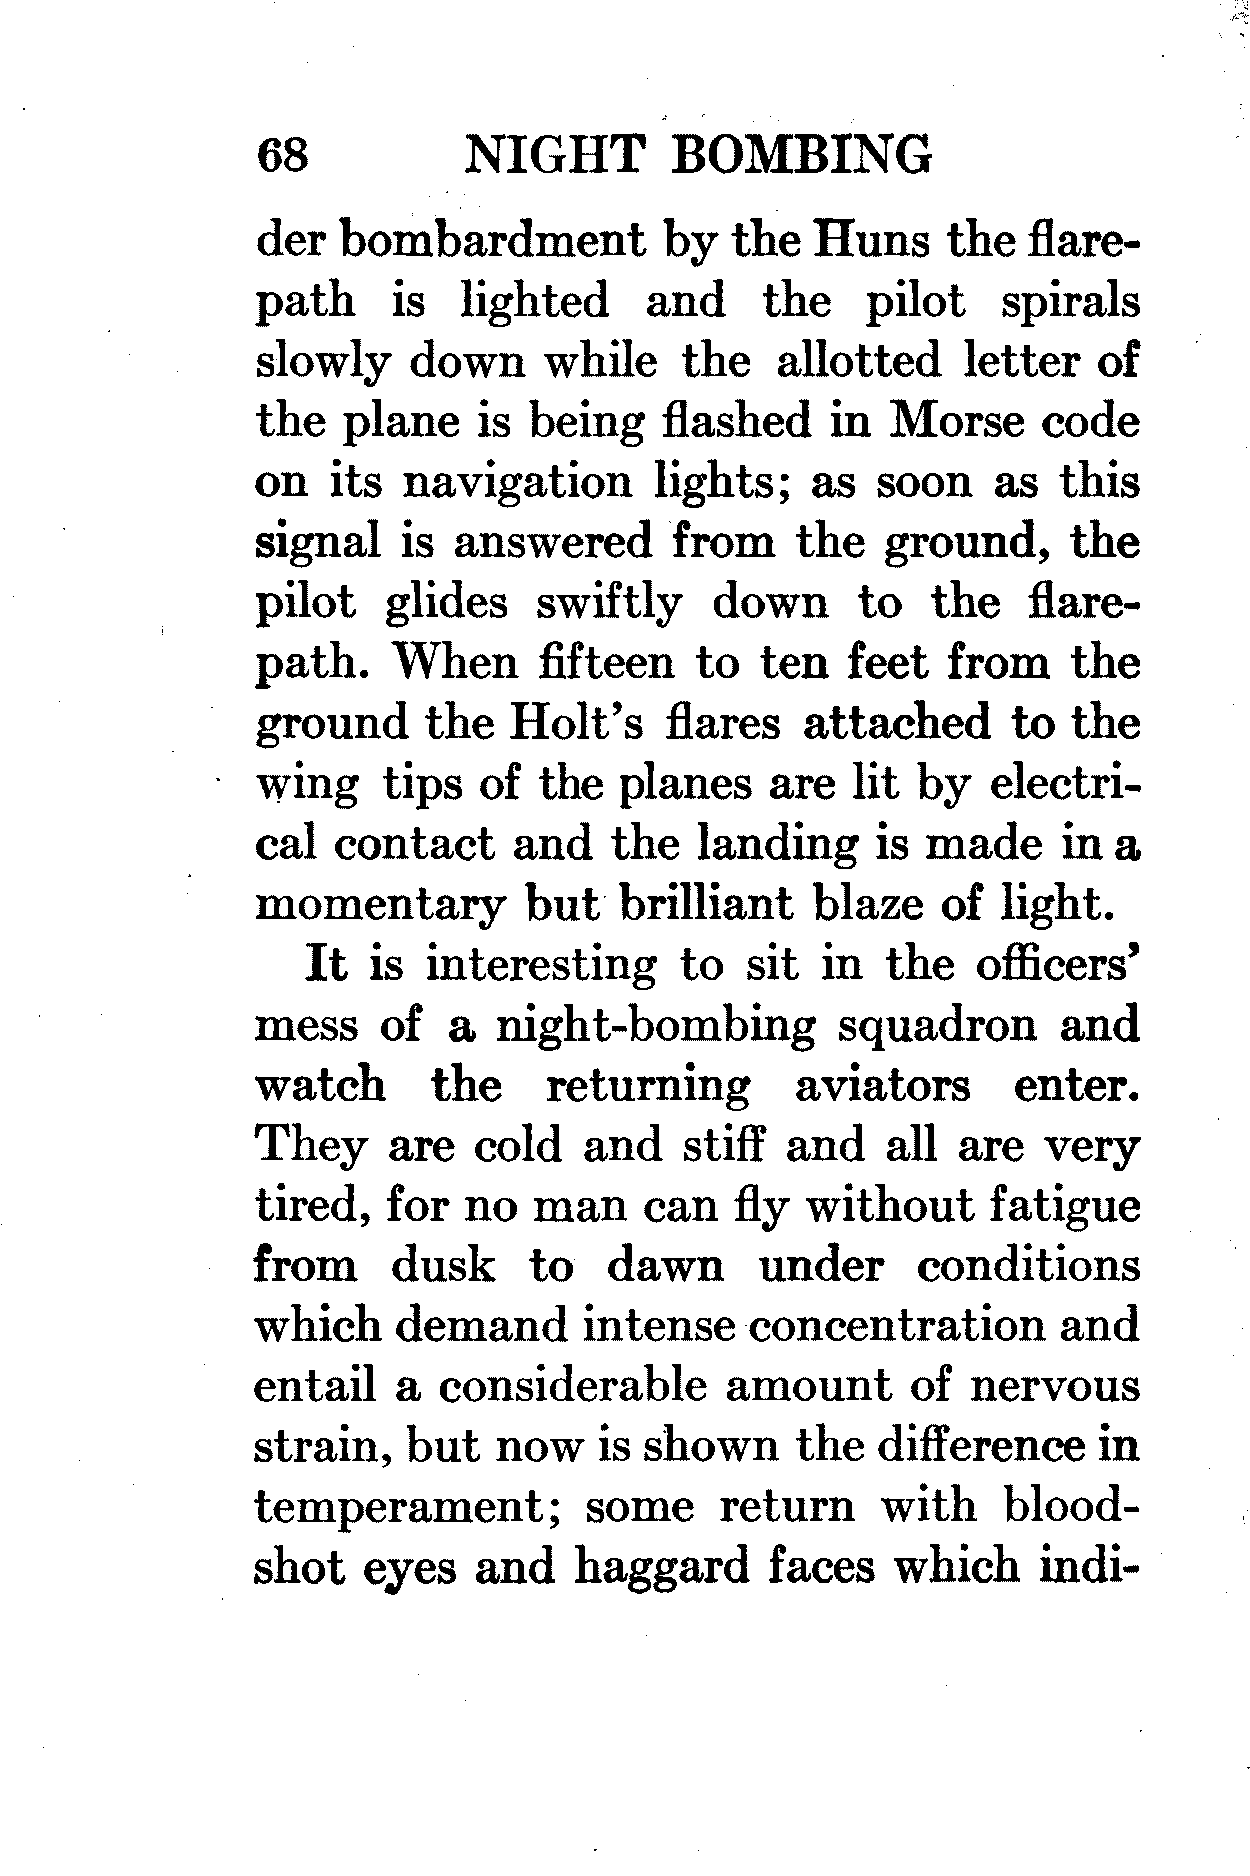 68 NIGHT BOMBING
der bombardment by the Huns the flare-
path is lighted and the pilot spirals
slowly down while the allotted letter of
the plane is being flashed in Morse code
on its navigation lights; as soon as this
signal is answered from the ground, the
pilot glides swiftly down to the flare-
path. When fifteen to ten feet from the
ground the Holt's flares attached to the
wing tips of the planes are lit by electri-
cal contact and the landing is made in a
momentary but brilliant blaze of light.
It is interesting to sit in the officers'
mess of a night-bombing squadron and
watch the returning aviators enter.
They are cold and stiff and all are very
tired, for no man can fly without fatigue
from dusk to dawn under conditions
which demand intense concentration and
entail a considerable amount of nervous
strain, but now is shown the difference in
temperament; some return with blood-
shot eyes and haggard faces which indi-